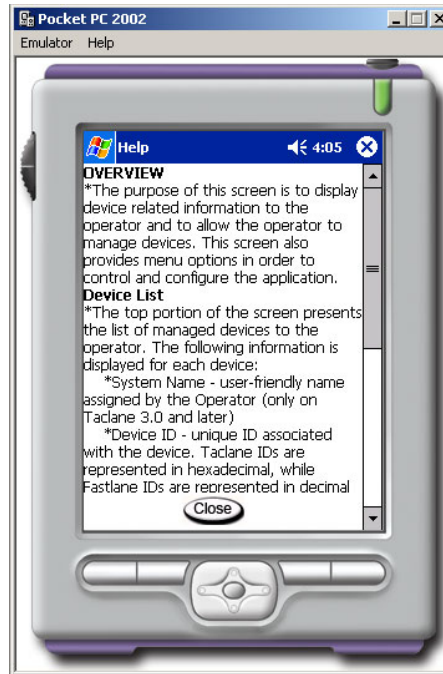 Pocket PC 2002
Emulator Help
Help 4:05
OVERVIEW
*The purpose of this screen is to display
device related information to the
operator and to allow the operator to
manage devices. This screen also
provides menu options in order to
control and configure the application.
Device List
*The top portion of the screen presents
the list of managed devices to the
operator. The following information is
displayed for each device:
*System Name - user-friendly name
assigned by the Operator (only on
Taclane 3.0 and later)
*Device ID - unique ID associated
with the device. Taclane IDs are
represented in hexadecimal, while
Fastlane IDs are represented in decimal
Close